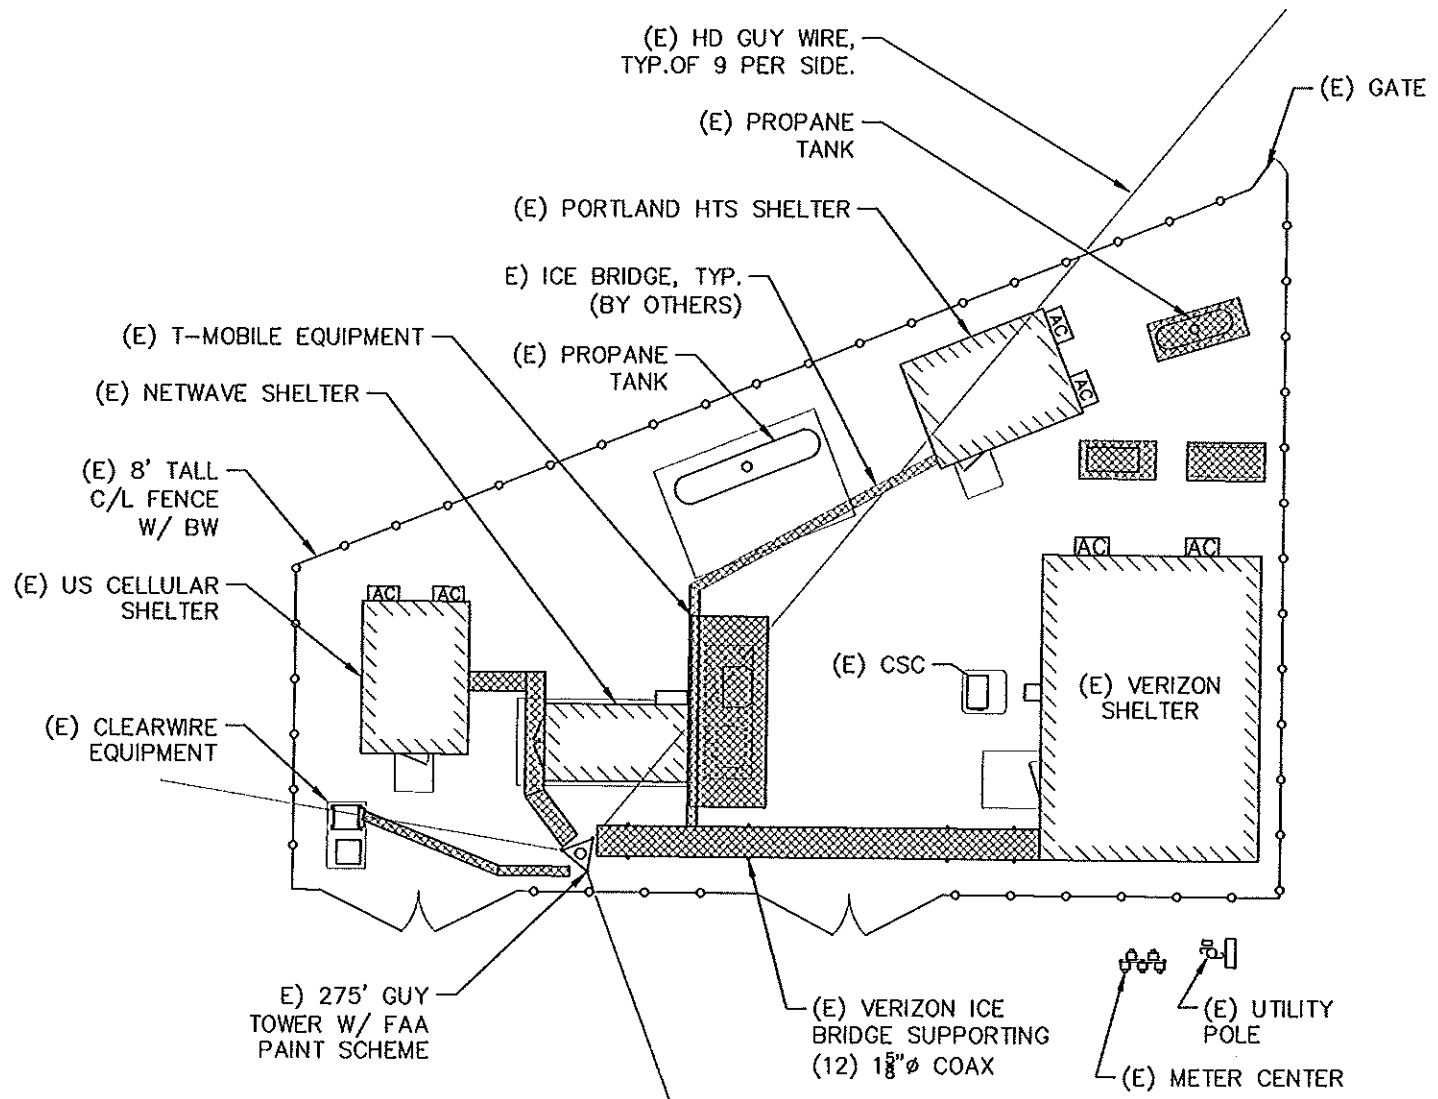 (E) HD GUY WIRE,
TYP.OF 9 PER SIDE.
(E) GATE
(E) PROPANE
TANK
(E) PORTLAND HTS SHELTER
E) ICE BRIDGE, TYP.
(BY OTHERS)
(E) T-MOBILE EQUIPMENT
(E) PROPANE
TANK
(E) NETWAVE SHELTER
(E) 8' TALL
C/L FENCE
W/ BW
(E) US CELLULAR
SHELTER
(E) CLEARWIRE
EQUIPMENT
AC
AC
AC
AC
AC
AC
(E) CSC
(E) VERIZON
SHELTER
E) 275' GUY
TOWER W/ FAA
PAINT SCHEME
(E) VERIZON ICE
BRIDGE SUPPORTING
(12) 1⅝"ø COAX
(E) UTILITY
POLE
(E) METER CENTER